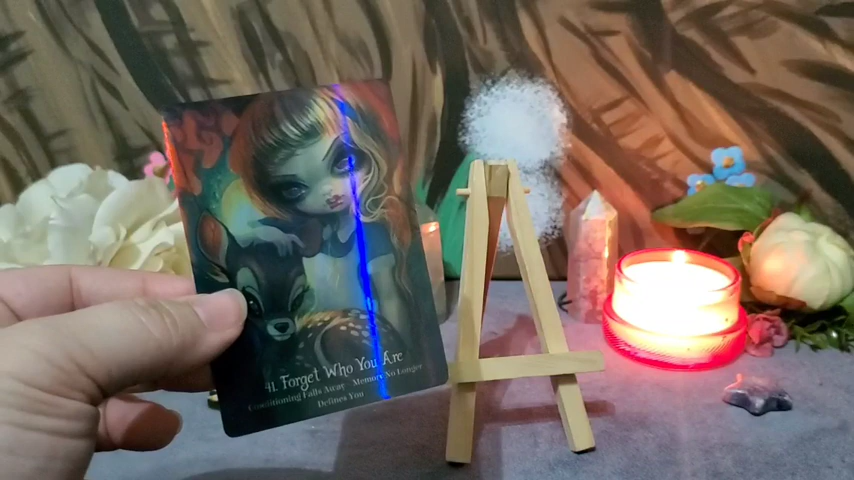 41. Forget Who You Are
Conditioning Falls Away Memory No Longer
Defines You